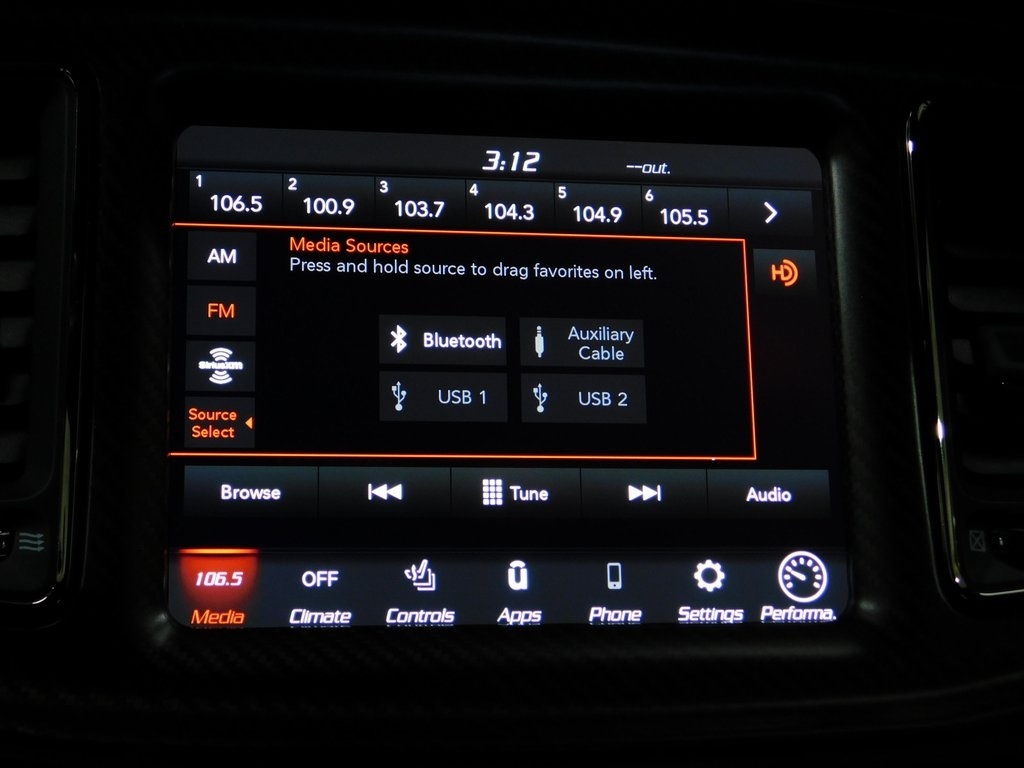 3:12 --out.
1 106.5 2 100.9 3 103.7 4 104.3 5 104.9 6 105.5
Media Sources
Press and hold source to drag favorites on left.
AM
FM
SiriusXM
Source
Select
HD
Bluetooth
Auxiliary
Cable
USB 1
USB 2
Browse Tune Audio
106.5 OFF
Media Climate Controls Apps Phone Settings Performa.